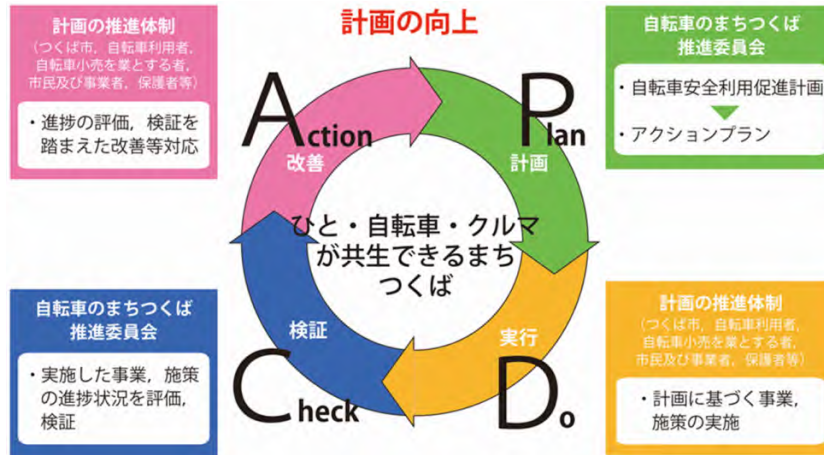 計画の向上
計画の推進体制
(つくば市,自転車利用者,
自転車小売を業とする者,
市民及び事業者,保護者等)
・進捗の評価,検証を
踏まえた改善等対応
Action
改善
Plan
計画
自転車のまちつくば
推進委員会
・自転車安全利用促進計画
・アクションプラン
ひと・自転車・クルマ
が共生できるまち
つくば
自転車のまちつくば
推進委員会
・実施した事業,施策
の進捗状況を評価,
検証
検証
Check
実行
Do
計画の推進体制
(つくば市,自転車利用者,
自転車小売を業とする者,
市民及び事業者,保護者等)
・計画に基づく事業,
施策の実施